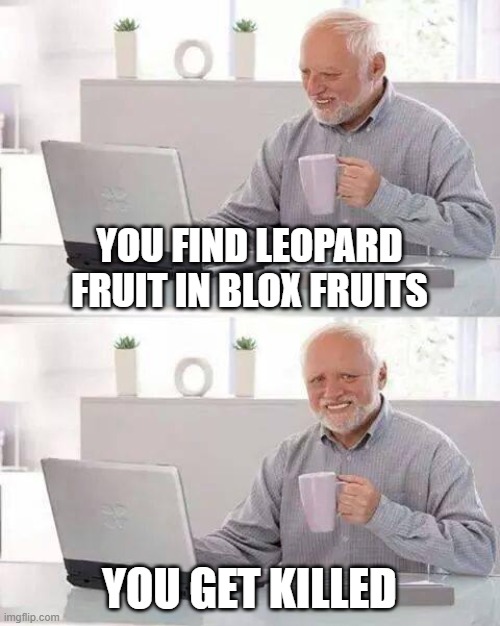 YOU FIND LEOPARD
FRUIT IN BLOX FRUITS
YOU GET KILLED
imgflip.com